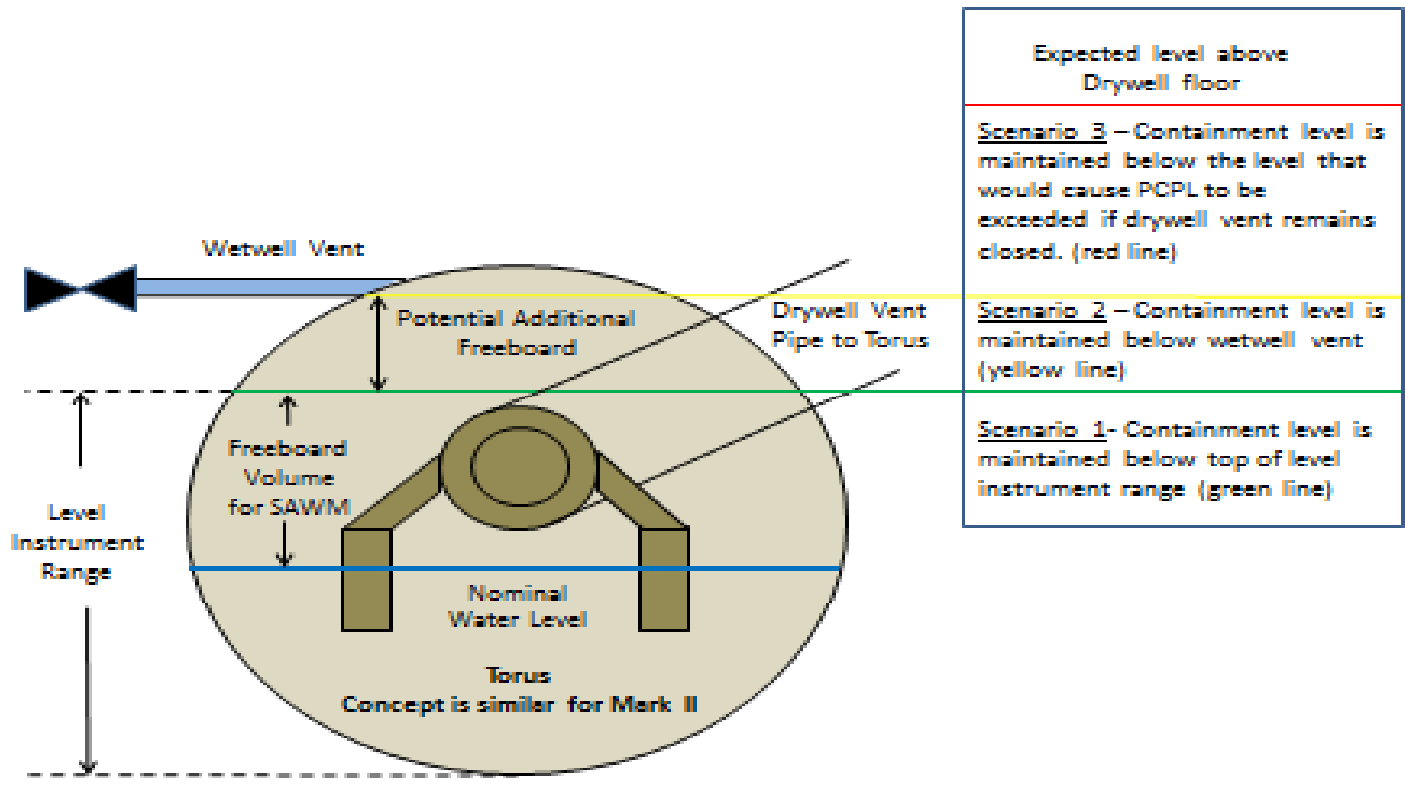 Wetwell Vent
Potential Additional
Freeboard
Drywell Vent
Pipe to Torus
Freeboard
Volume
for SAWM
Level
Instrument
Range
Nominal
Water Level
Torus
Concept is similar for Mark II
Expected level above
Drywell floor
Scenario 3 – Containment level is
maintained below the level that
would cause PCPL to be
exceeded if drywell vent remains
closed. (red line)
Scenario 2 – Containment level is
maintained below wetwell vent
(yellow line)
Scenario 1- Containment level is
maintained below top of level
instrument range (green line)